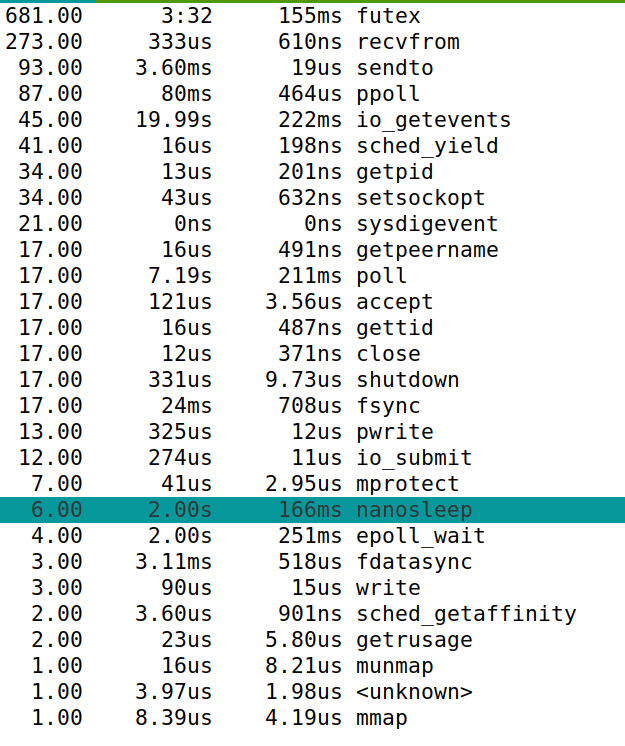 681.00 3:32 155ms futex
273.00 333us 610ns recvfrom
93.00 3.60ms 19us sendto
87.00 80ms 464us ppoll
45.00 19.99s 222ms io_getevents
41.00 16us 198ns sched_yield
34.00 13us 201ns getpid
34.00 43us 632ns setsockopt
21.00 0ns 0ns sysdigevent
17.00 16us 491ns getpeername
17.00 7.19s 211ms poll
17.00 121us 3.56us accept
17.00 16us 487ns gettid
17.00 12us 371ns close
17.00 331us 9.73us shutdown
17.00 24ms 708us fsync
13.00 325us 12us pwrite
12.00 274us 11us io_submit
7.00 41us 2.95us mprotect
6.00 2.00s 166ms nanosleep
4.00 2.00s 251ms epoll_wait
3.00 3.11ms 518us fdatasync
3.00 90us 15us write
2.00 3.60us 901ns sched_getaffinity
2.00 23us 5.80us getrusage
1.00 16us 8.21us munmap
1.00 3.97us 1.98us <unknown>
1.00 8.39us 4.19us mmap